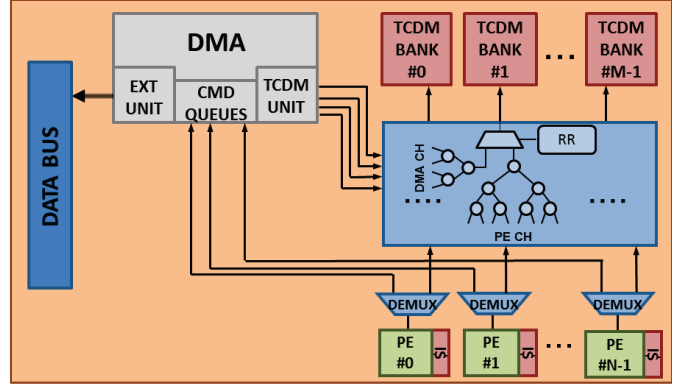 DMA
EXT
UNIT
CMD
QUEUES
TCDM
UNIT
TCDM
BANK
#0
TCDM
BANK
#1
...
TCDM
BANK
#M-1
DATA BUS
RR
DMA CH
....
....
PE CH
DEMUX
DEMUX
DEMUX
PE
#0
I$
PE
#1
I$
...
PE
#N-1
I$